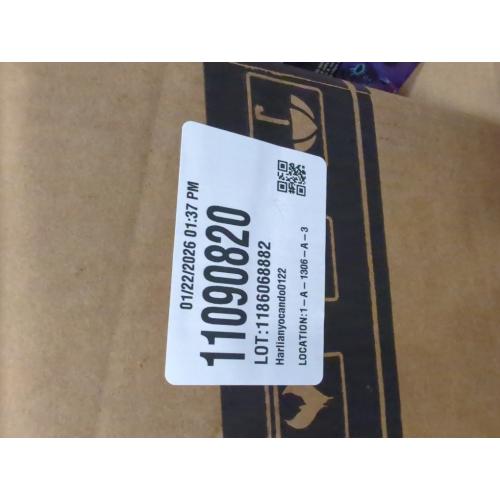 01/22/2026 01:37 PM
11090820
LOT:1186068882
Harlianyocando0122
LOCATION:1-A-1306-A-3